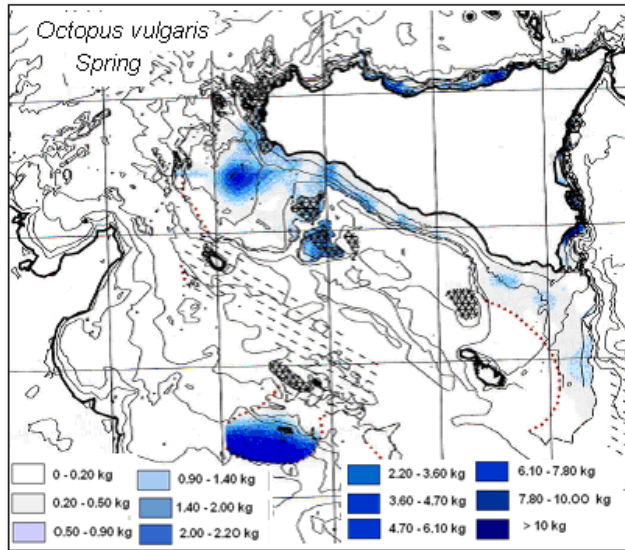 Octopus vulgaris
Spring
0 - 0.20 kg
0.20 - 0.50 kg
0.50 - 0.90 kg
0.90 - 1.40 kg
1.40 - 2.00 kg
2.00 - 2.20 kg
2.20 - 3.60 kg
3.60 - 4.70 kg
4.70 - 6.10 kg
6.10 - 7.80 kg
7.80 - 10.00 kg
> 10 kg